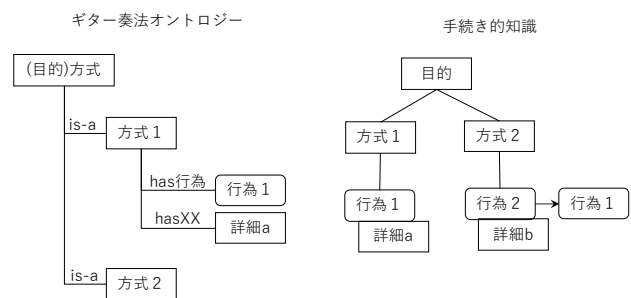 ギター奏法オントロジー
(目的)方式
is-a
方式1
has行為
行為1
hasXX
詳細a
is-a
方式2
手続き的知識
目的
方式1
方式2
行為1
詳細a
行為2
行為1
詳細b